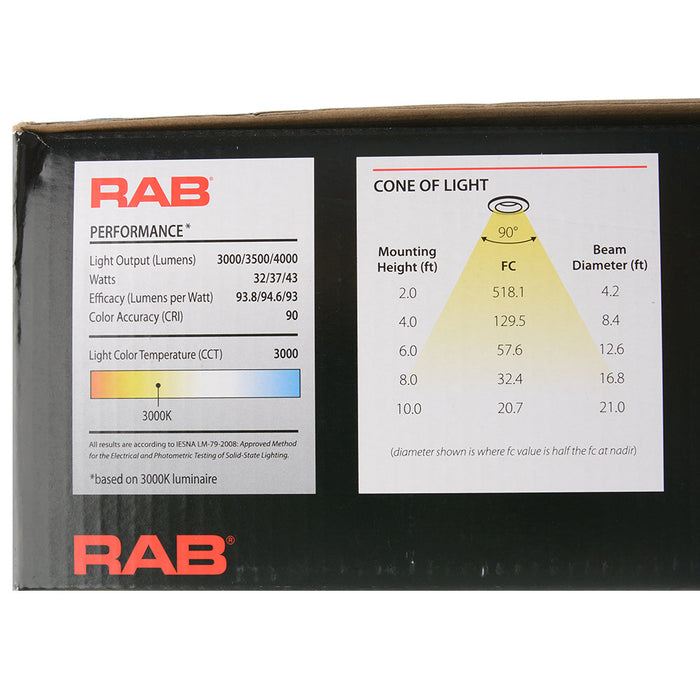 RAB®
PERFORMANCE*
Light Output (Lumens) 3000/3500/4000
Watts 32/37/43
Efficacy (Lumens per Watt) 93.8/94.6/93
Color Accuracy (CRI) 90
Light Color Temperature (CCT) 3000
3000K
All results are according to IESNA LM-79-2008: Approved Method
for the Electrical and Photometric Testing of Solid-State Lighting.
*based on 3000K luminaire
CONE OF LIGHT
90°
Mounting Height (ft) FC Beam Diameter (ft)
2.0 518.1 4.2
4.0 129.5 8.4
6.0 57.6 12.6
8.0 32.4 16.8
10.0 20.7 21.0
(diameter shown is where fc value is half the fc at nadir)
RAB®